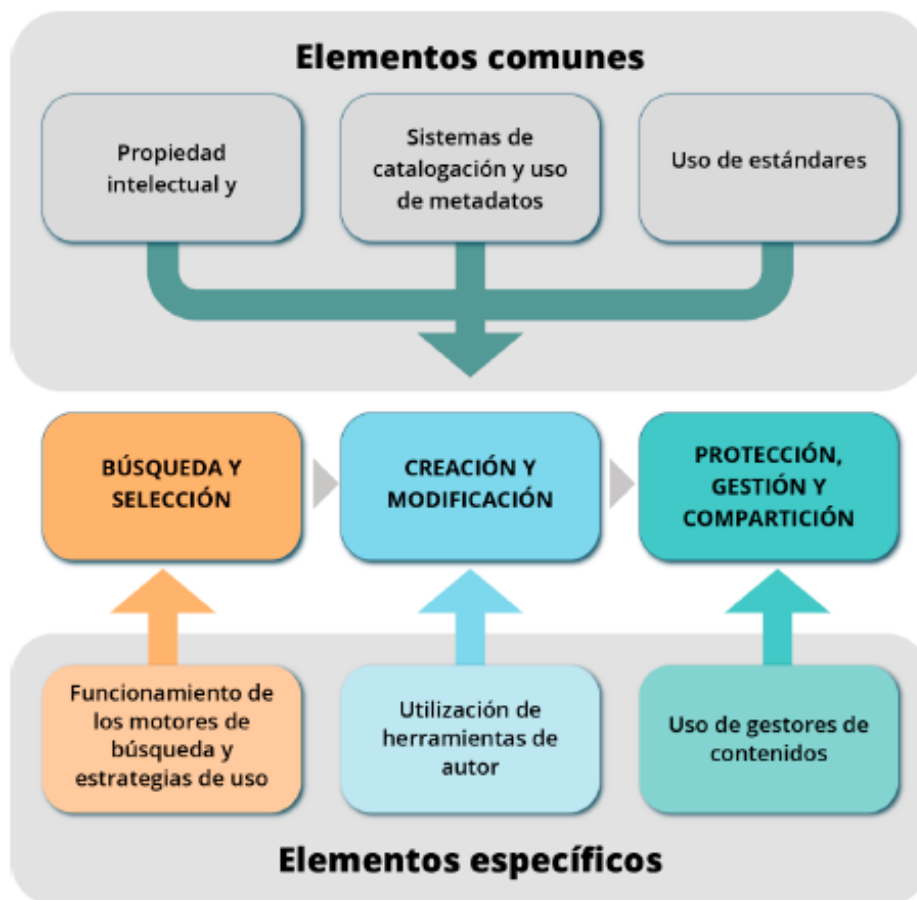 Elementos comunes
Propiedad
intelectual y
Sistemas de
catalogación y uso
de metadatos
Uso de estándares
BÚSQUEDA Y
SELECCIÓN
CREACIÓN Y
MODIFICACIÓN
PROTECCIÓN,
GESTIÓN Y
COMPARTICIÓN
Funcionamiento de
los motores de
búsqueda y
estrategias de uso
Utilización de
herramientas de
autor
Uso de gestores de
contenidos
Elementos específicos